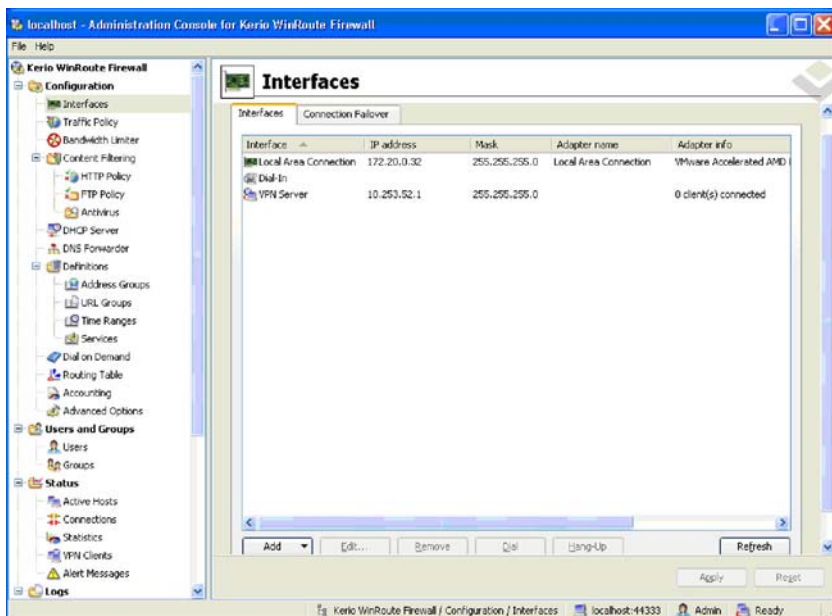 localhost - Administration Console for Kerio WinRoute Firewall
File Help
Kerio WinRoute Firewall
Configuration
Interfaces
Traffic Policy
Bandwidth Limiter
Content Filtering
HTTP Policy
FTP Policy
Antivirus
DHCP Server
DNS Forwarder
Definitions
Address Groups
URL Groups
Time Ranges
Services
Dial on Demand
Routing Table
Accounting
Advanced Options
Users and Groups
Users
Groups
Status
Active Hosts
Connections
Statistics
VPN Clients
Alert Messages
Logs
Interfaces
Interfaces Connection Failover
Interface IP address Mask Adapter name Adapter info
Local Area Connection 172.20.0.32 255.255.255.0 Local Area Connection VMware Accelerated AMD
Dial-In
VPN Server 10.253.52.1 255.255.255.0 0 client(s) connected
Add Edit... Remove Dial Hang-Up Refresh
Apply Reset
Kerio WinRoute Firewall / Configuration / Interfaces localhost:44333 Admin Ready